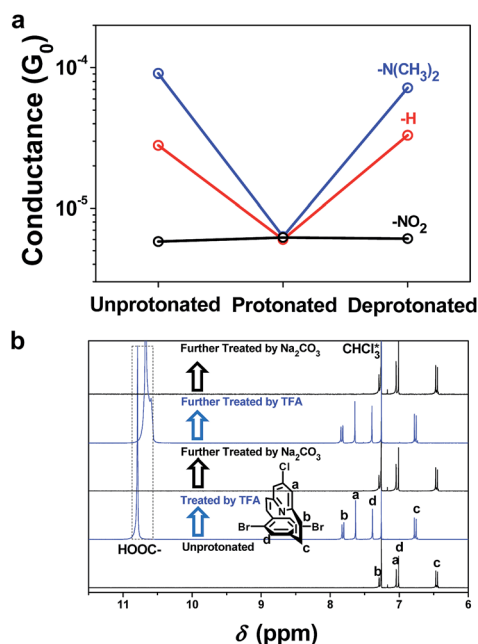 a
Conductance (G0)
10-4
10-5
-N(CH3)2
-H
-NO2
Unprotonated Protonated Deprotonated
b
Further Treated by Na2CO3
CHCl3*
Further Treated by TFA
Further Treated by Na2CO3
Cl
a
N
Br
Br
b
d
c
Treated by TFA
a
d
b
c
HOOC-
Unprotonated
d
b
a
c
11 10 9 8 7 6
δ (ppm)